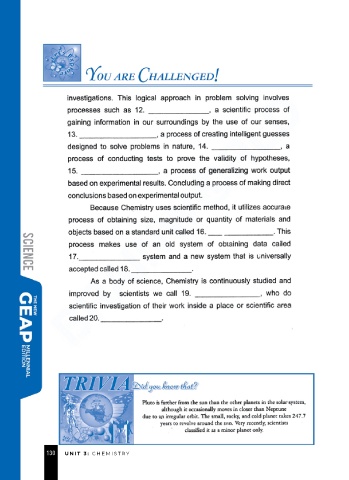 YOU ARE CHALLENGED!
investigations. This logical approach in problem solving involves
processes such as 12. _______________, a scientific process of
gaining information in our surroundings by the use of our senses,
13. ___________________, a process of creating intelligent guesses
designed to solve problems in nature, 14. _________________, a
process of conducting tests to prove the validity of hypotheses,
15. ___________________, a process of generalizing work output
based on experimental results. Concluding a process of making direct
conclusions based on experimental output.
Because Chemistry uses scientific method, it utilizes accurate
process of obtaining size, magnitude or quantity of materials and
objects based on a standard unit called 16. ___ ____________. This
process makes use of an old system of obtaining data called
17._______________ system and a new system that is universally
accepted called 18. _______________.
As a body of science, Chemistry is continuously studied and
improved by scientists we call 19. ________________, who do
scientific investigation of their work inside a place or scientific area
called 20. _______________.
SCIENCE
THE NEW
GEAP MILLENNIAL
EDITION
TRIVIA Did you know that?
Pluto is further from the sun than the other planets in the solar system,
although it occasionally moves in closer than Neptune
due to an irregular orbit. The small, rocky, and cold planet takes 247.7
years to revolve around the sun. Very recently, scientists
classified it as a minor planet only.
130 UNIT 3: CHEMISTRY